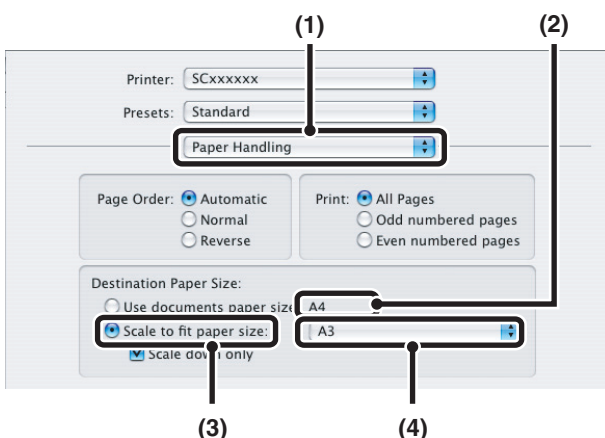 (1) (2)
Printer: SCxxxxxx
Presets: Standard
Paper Handling
Page Order: Automatic Print: All Pages
Normal Odd numbered pages
Reverse Even numbered pages
Destination Paper Size:
Use documents paper size A4
Scale to fit paper size: A3
Scale down only
(3) (4)